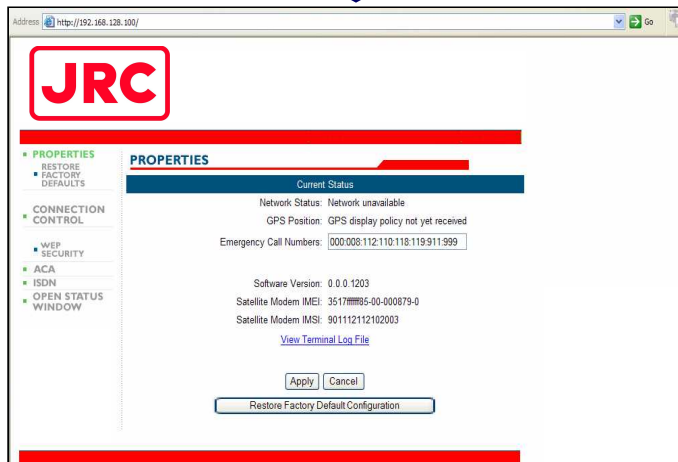 Address http://192.168.128.100/ Go
JRC
PROPERTIES
RESTORE
FACTORY
DEFAULTS
CONNECTION
CONTROL
WEP
SECURITY
ACA
ISDN
OPEN STATUS
WINDOW
PROPERTIES
Current Status
Network Status: Network unavailable
GPS Position: GPS display policy not yet received
Emergency Call Numbers: 000:008:112:110:118:119:911:999
Software Version: 0.0.0.1203
Satellite Modem IMEI: 3517ffffff85-00-000879-0
Satellite Modem IMSI: 901112112102003
View Terminal Log File
Apply Cancel
Restore Factory Default Configuration